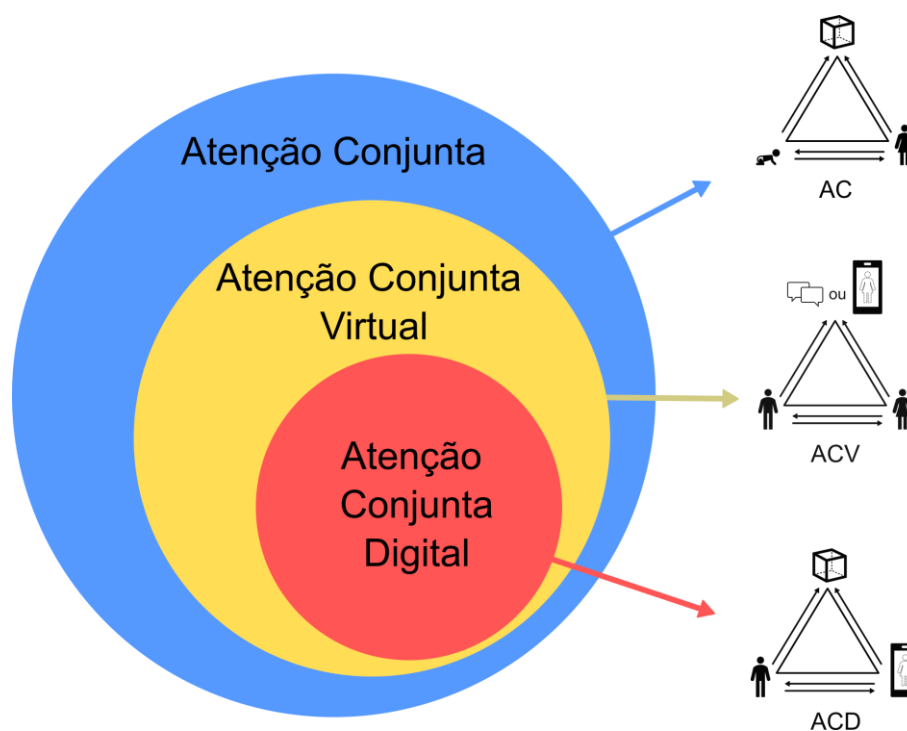 Atenção Conjunta
Atenção Conjunta
Virtual
Atenção
Conjunta
Digital
AC
ou
ACV
ACD